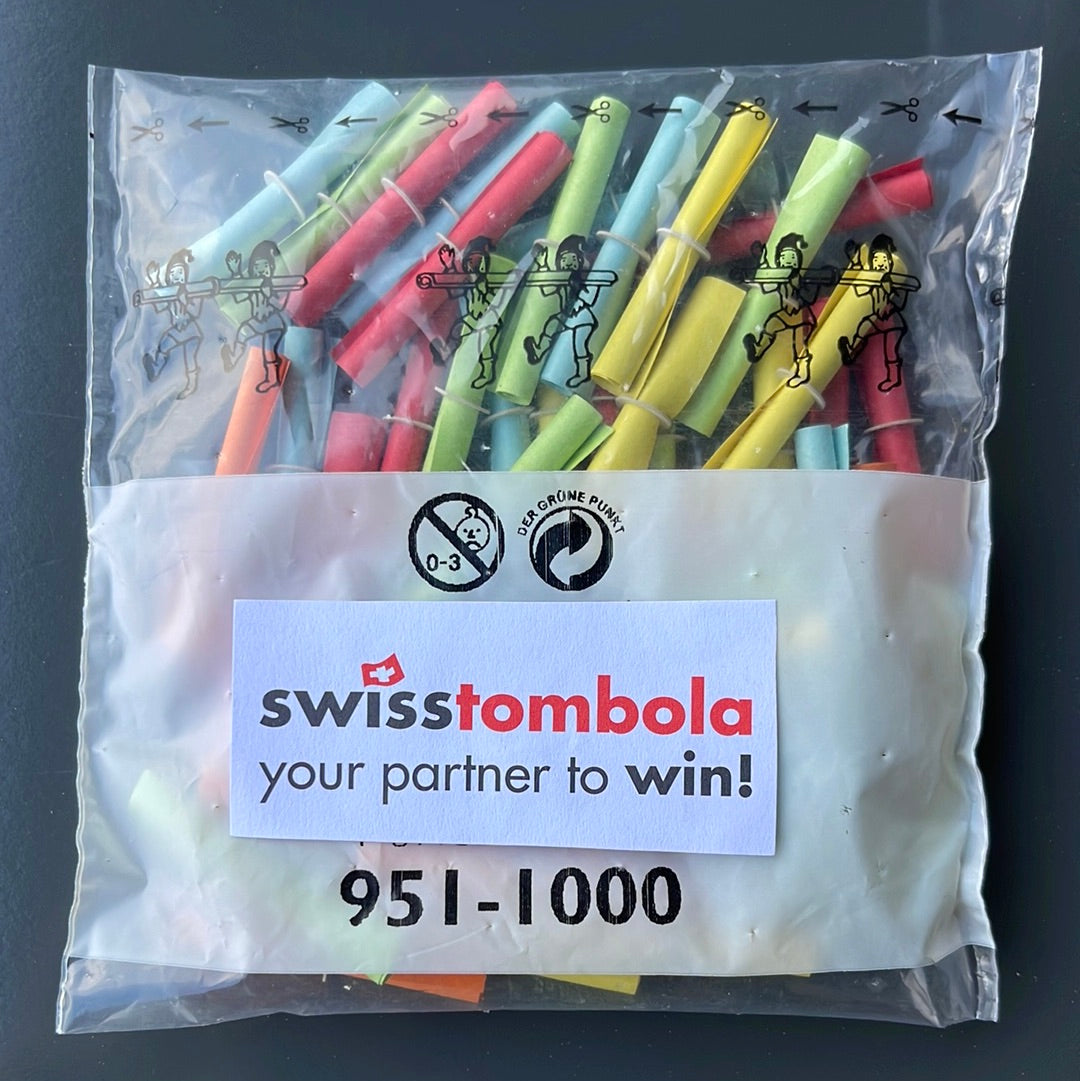 0-3
DER GRÜNE PUNKT
swisstombola
your partner to win!
951-1000